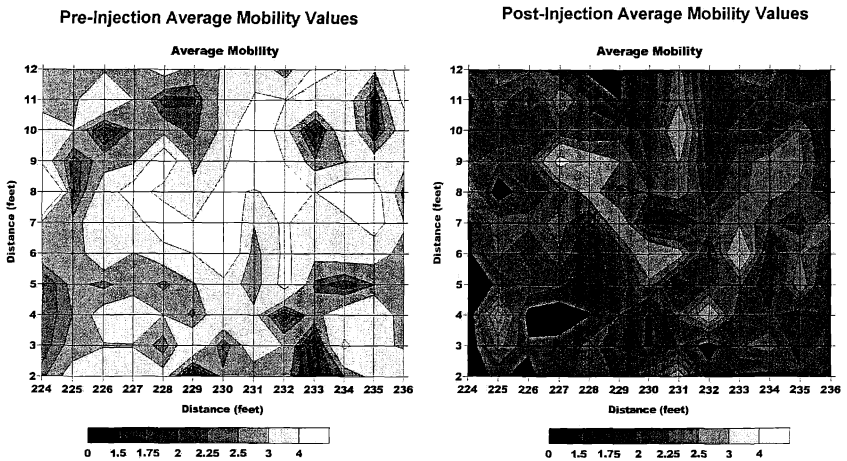 Pre-Injection Average Mobility Values
Average Mobility
12
11
10
9
8
7
6
5
4
3
2
Distance (feet)
224 225 226 227 228 229 230 231 232 233 234 235 236
Distance (feet)
0 1.5 1.75 2 2.25 2.5 3 4
Post-Injection Average Mobility Values
Average Mobility
12
11
10
9
8
7
6
5
4
3
2
Distance (feet)
224 225 226 227 228 229 230 231 232 233 234 235 236
Distance (feet)
0 1.5 1.75 2 2.25 2.5 3 4